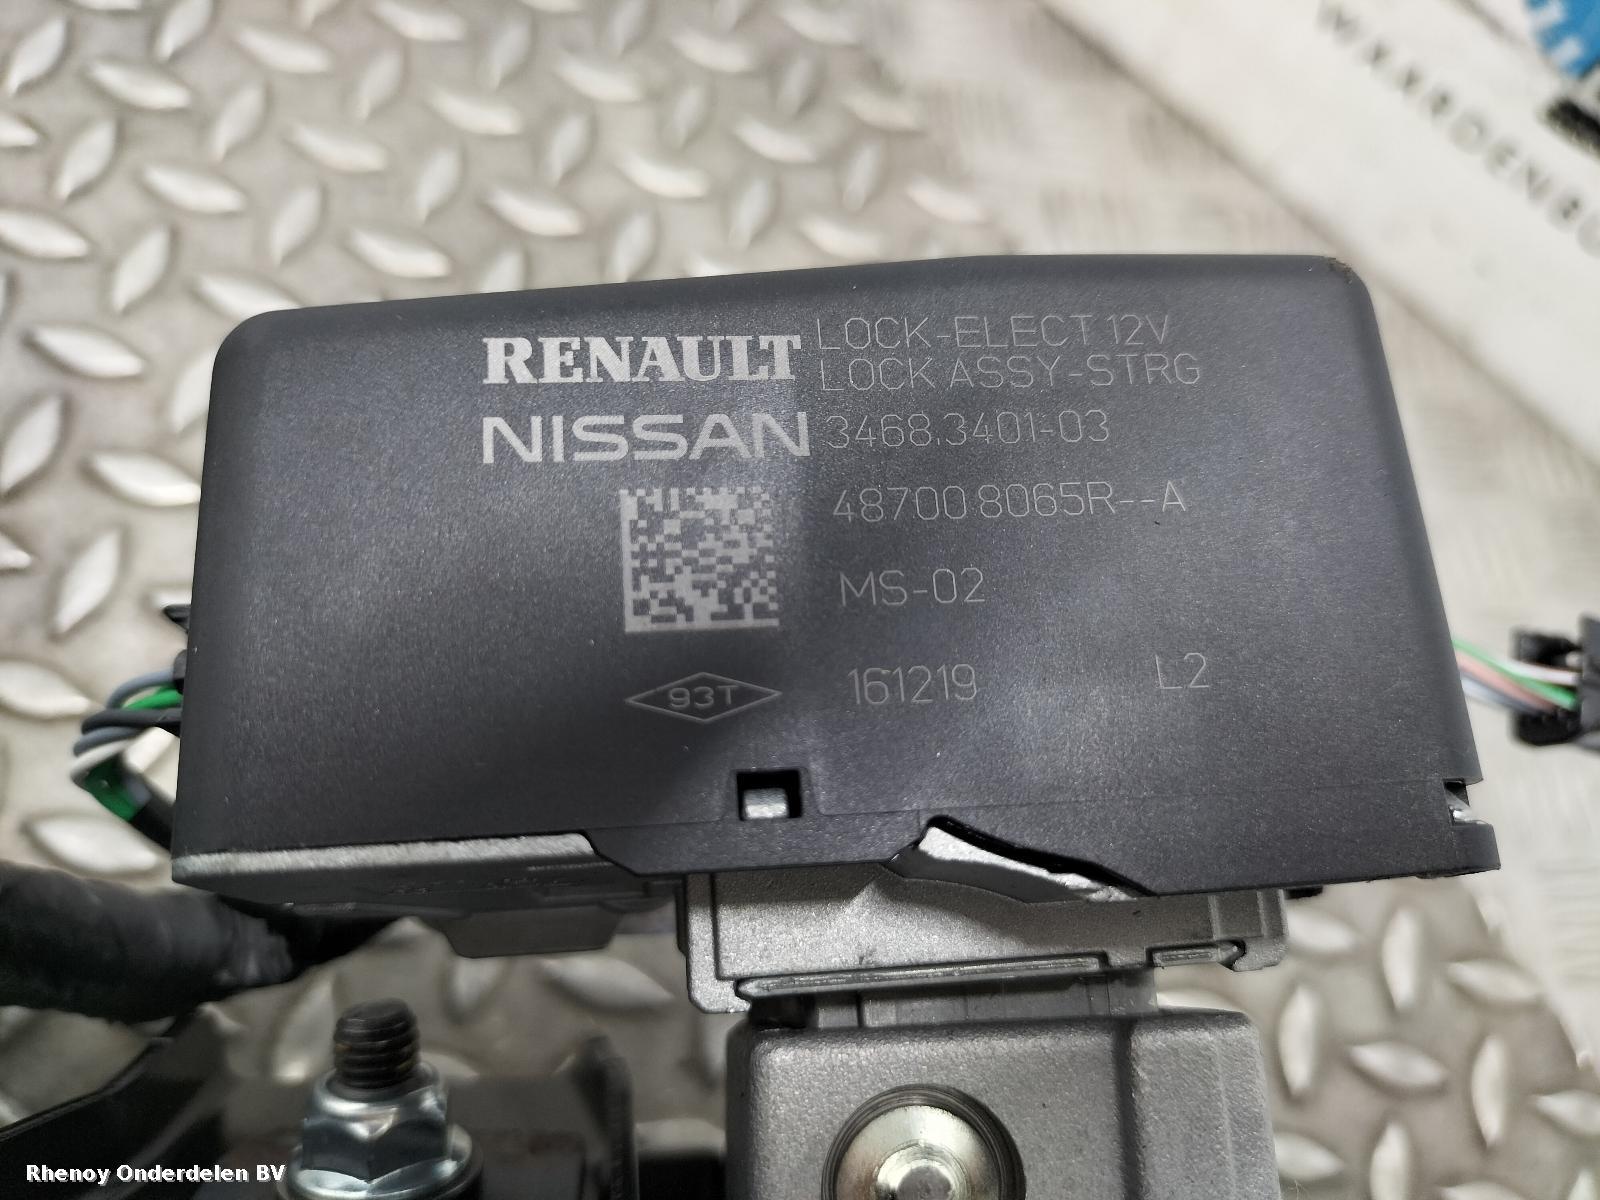 RENAULT LOCK-ELECT 12V
LOCK ASSY-STRG
NISSAN 3468.3401-03
48700 8065R--A
MS-02
93T 161219 L2
Rhenoy Onderdelen BV